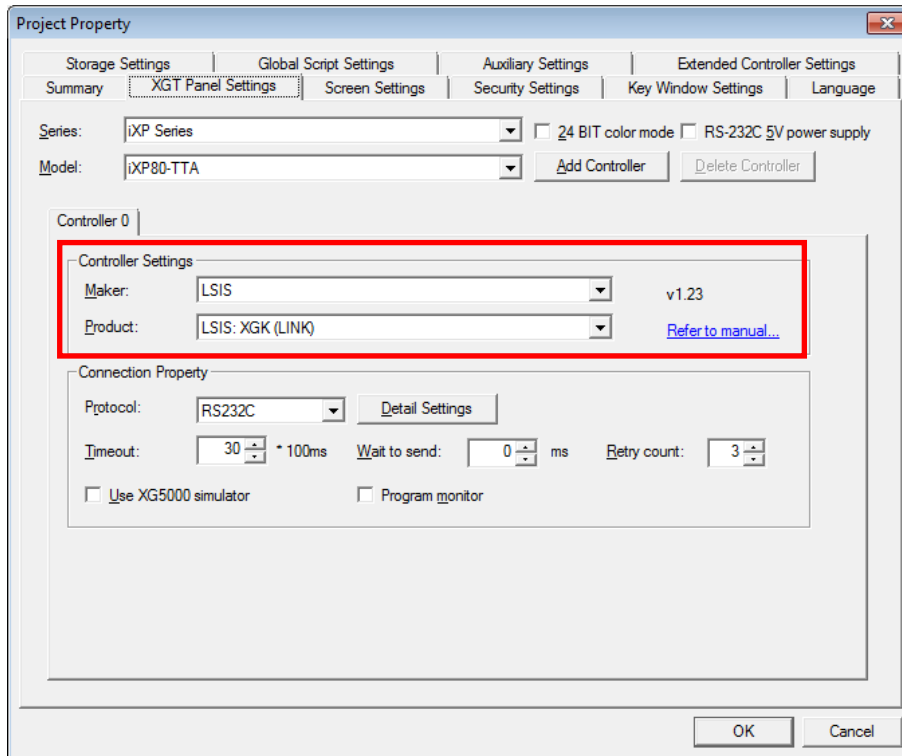 Project Property
Storage Settings Global Script Settings Auxiliary Settings Extended Controller Settings
Summary XGT Panel Settings Screen Settings Security Settings Key Window Settings Language
Series: iXP Series 24 BIT color mode RS-232C 5V power supply
Model: iXP80-TTA Add Controller Delete Controller
Controller 0
Controller Settings
Maker: LSIS v1.23
Product: LSIS: XGK (LINK) Refer to manual...
Connection Property
Protocol: RS232C Detail Settings
Timeout: 30 * 100ms Wait to send: 0 ms Retry count: 3
Use XG5000 simulator Program monitor
OK Cancel